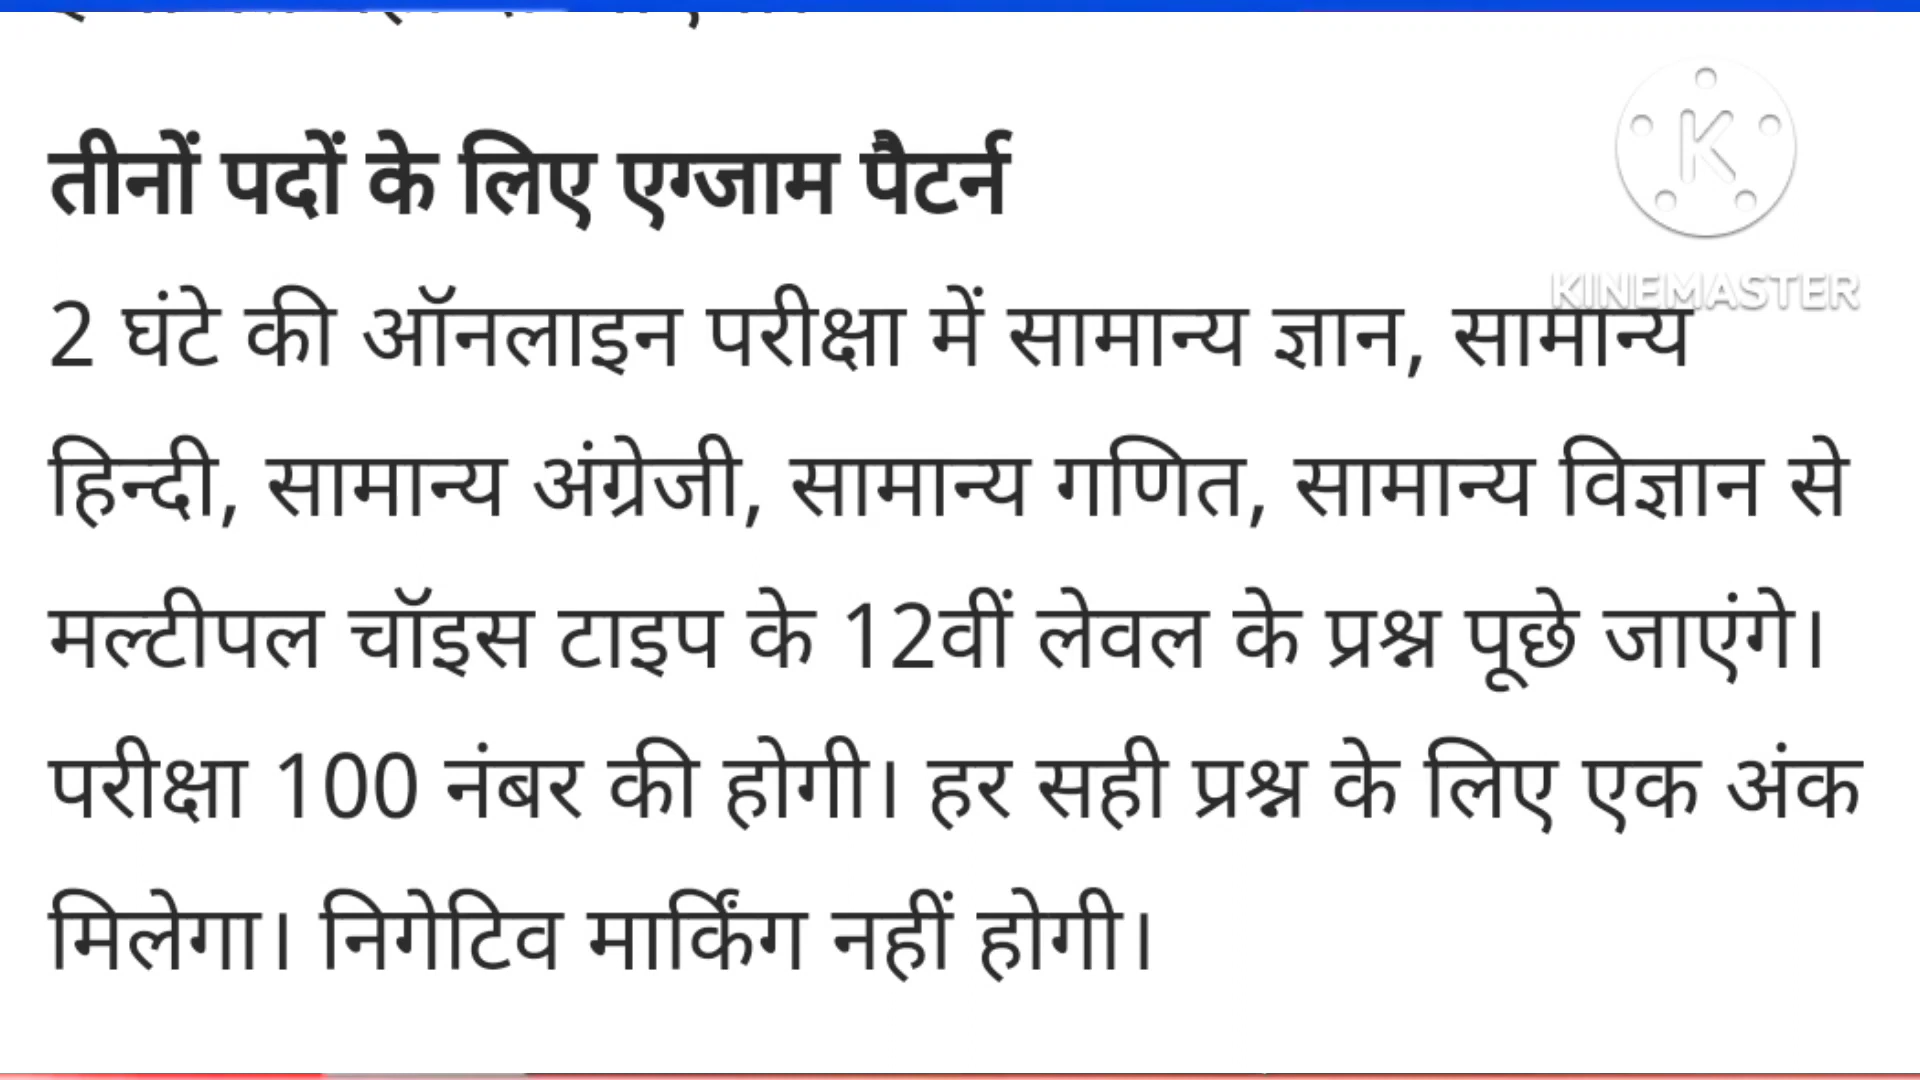 तीनों पदों के लिए एग्जाम पैटर्न
KINEMASTER
2 घंटे की ऑनलाइन परीक्षा में सामान्य ज्ञान, सामान्य
हिन्दी, सामान्य अंग्रेजी, सामान्य गणित, सामान्य विज्ञान से
मल्टीपल चॉइस टाइप के 12वीं लेवल के प्रश्न पूछे जाएंगे।
परीक्षा 100 नंबर की होगी। हर सही प्रश्न के लिए एक अंक
मिलेगा। निगेटिव मार्किंग नहीं होगी।